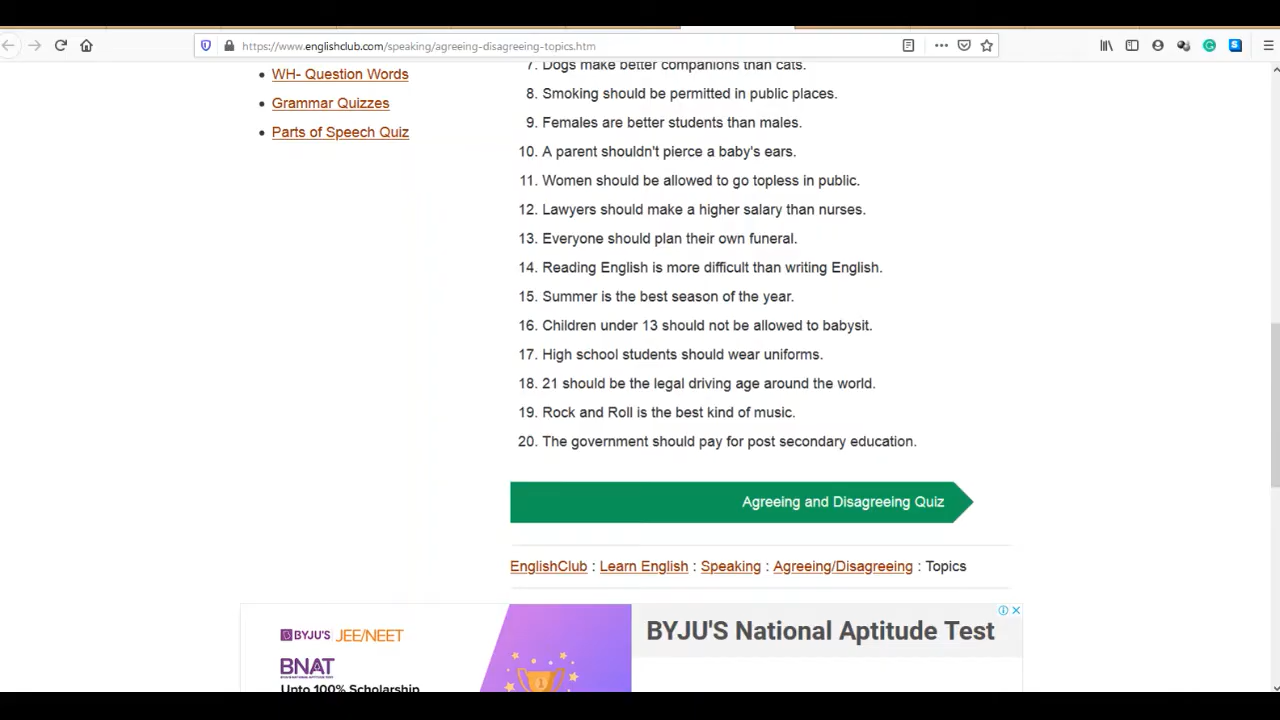 https://www.englishclub.com/speaking/agreeing-disagreeing-topics.htm
WH- Question Words
Grammar Quizzes
Parts of Speech Quiz
7. Dogs make better companions than cats.
8. Smoking should be permitted in public places.
9. Females are better students than males.
10. A parent shouldn't pierce a baby's ears.
11. Women should be allowed to go topless in public.
12. Lawyers should make a higher salary than nurses.
13. Everyone should plan their own funeral.
14. Reading English is more difficult than writing English.
15. Summer is the best season of the year.
16. Children under 13 should not be allowed to babysit.
17. High school students should wear uniforms.
18. 21 should be the legal driving age around the world.
19. Rock and Roll is the best kind of music.
20. The government should pay for post secondary education.
Agreeing and Disagreeing Quiz
EnglishClub : Learn English : Speaking : Agreeing/Disagreeing : Topics
BYJU'S JEE/NEET
BNAT
Upto 100% Scholarship
BYJU'S National Aptitude Test